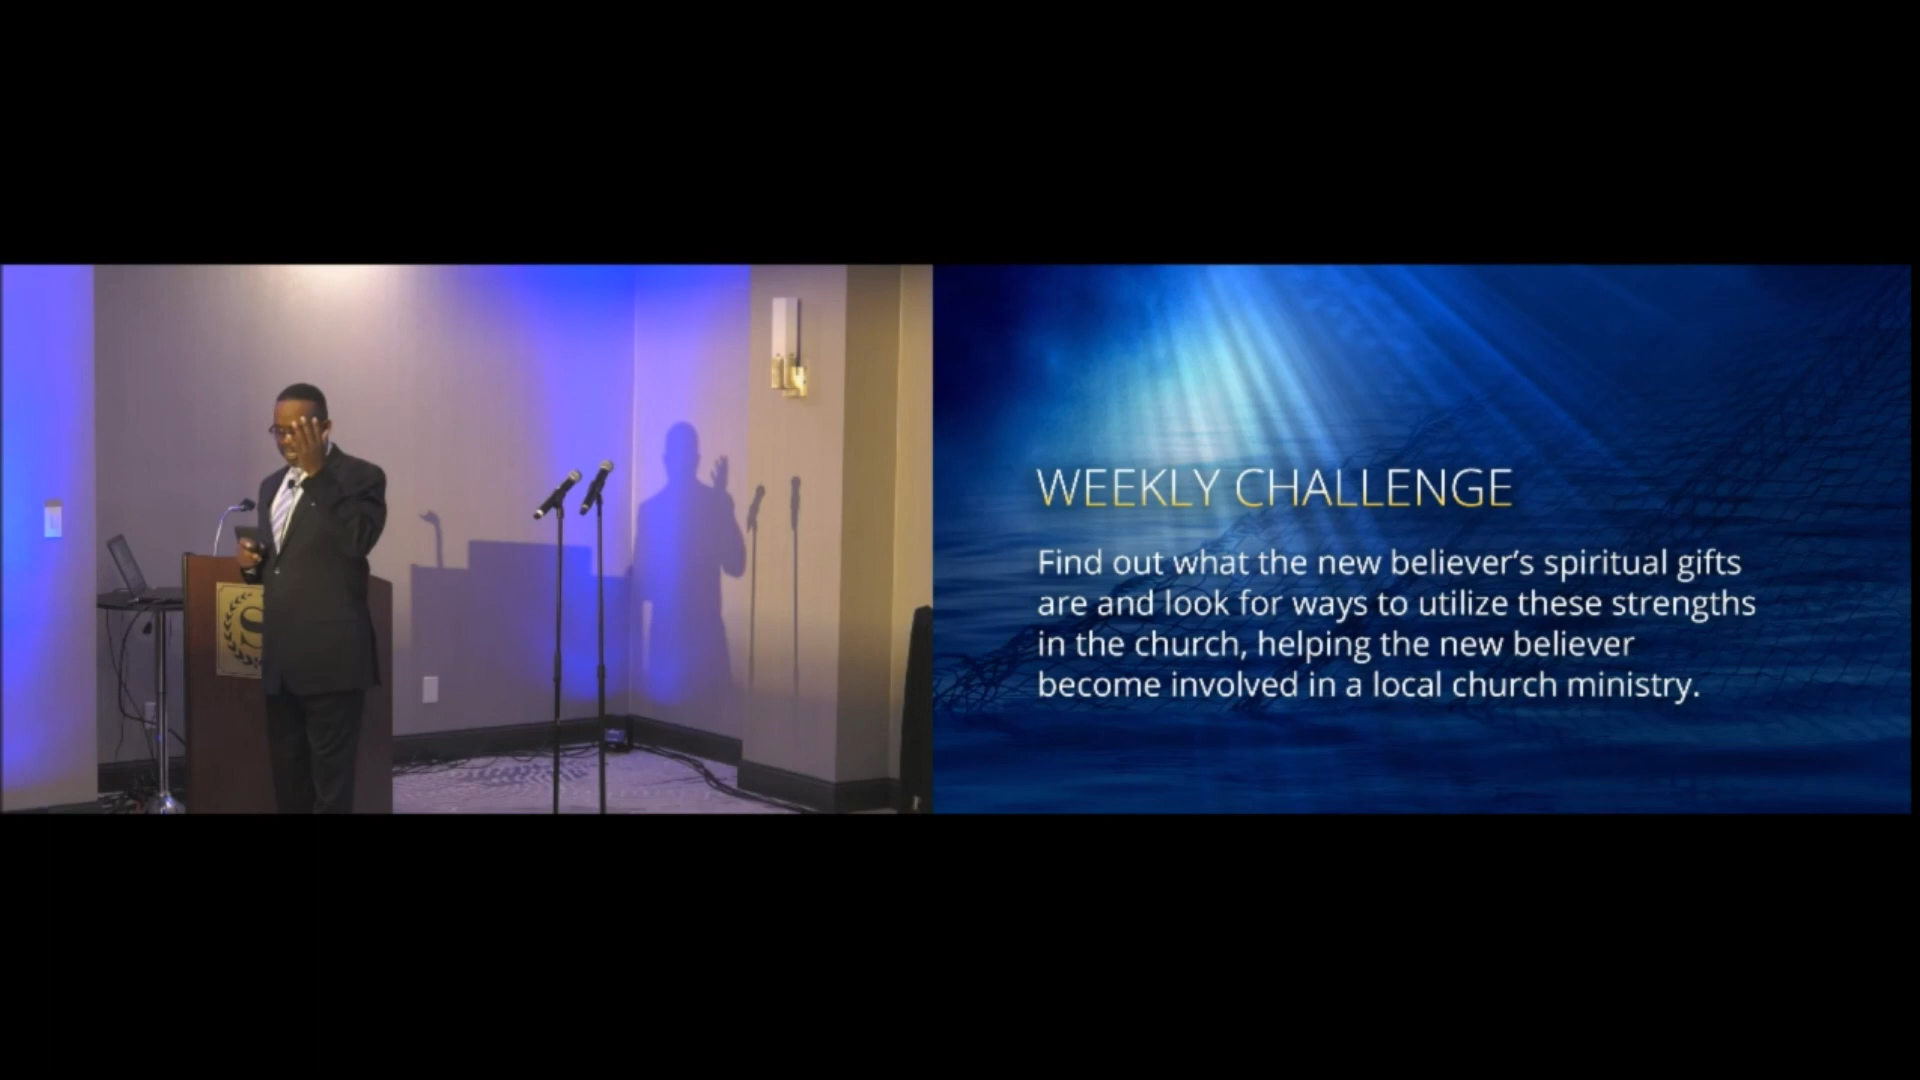 S
WEEKLY CHALLENGE
Find out what the new believer's spiritual gifts
are and look for ways to utilize these strengths
in the church, helping the new believer
become involved in a local church ministry.